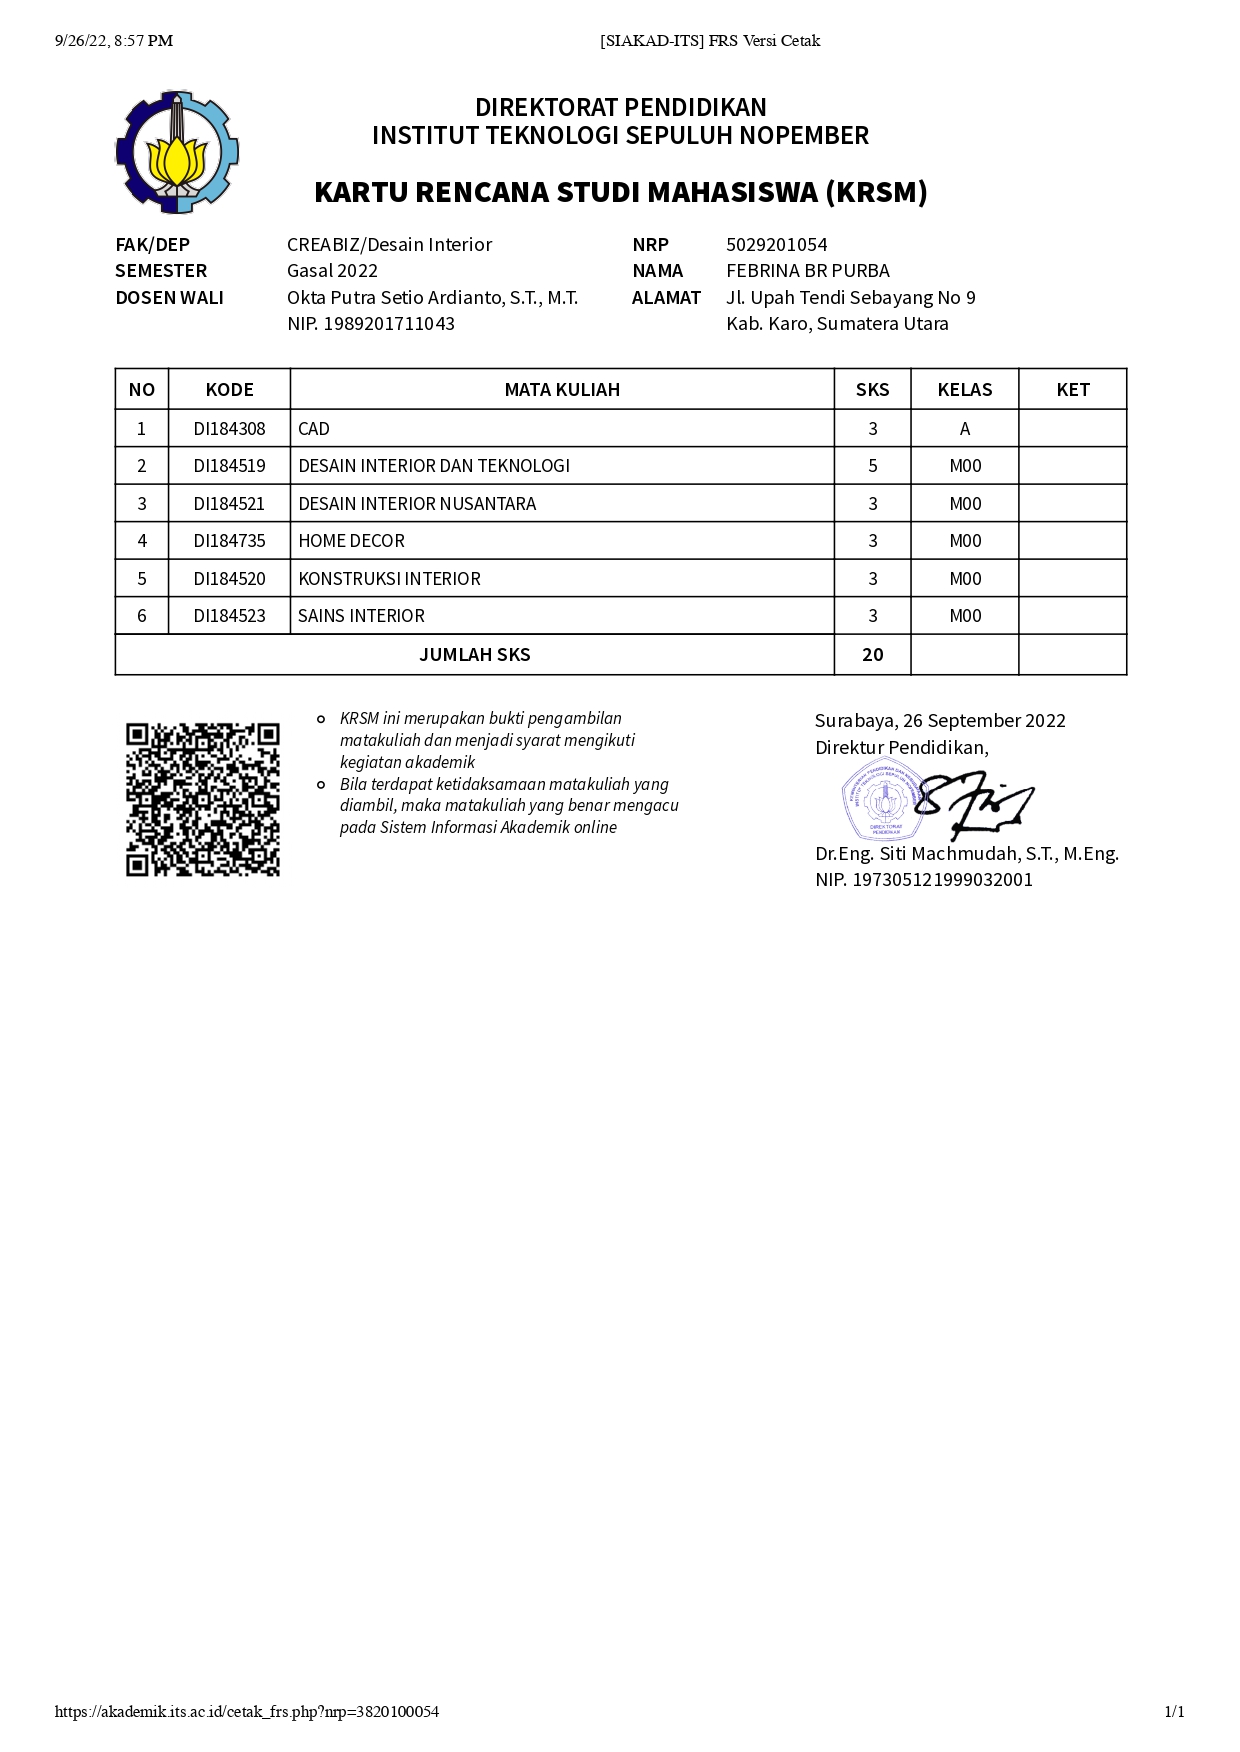 9/26/22, 8:57 PM [SIAKAD-ITS] FRS Versi Cetak
DIREKTORAT PENDIDIKAN
INSTITUT TEKNOLOGI SEPULUH NOPEMBER
KARTU RENCANA STUDI MAHASISWA (KRSM)
FAK/DEP CREABIZ/Desain Interior NRP 5029201054
SEMESTER Gasal 2022 NAMA FEBRINA BR PURBA
DOSEN WALI Okta Putra Setio Ardianto, S.T., M.T. ALAMAT Jl. Upah Tendi Sebayang No 9
NIP. 1989201711043 Kab. Karo, Sumatera Utara
NO KODE MATA KULIAH SKS KELAS KET
1 DI184308 CAD 3 A
2 DI184519 DESAIN INTERIOR DAN TEKNOLOGI 5 M00
3 DI184521 DESAIN INTERIOR NUSANTARA 3 M00
4 DI184735 HOME DECOR 3 M00
5 DI184520 KONSTRUKSI INTERIOR 3 M00
6 DI184523 SAINS INTERIOR 3 M00
JUMLAH SKS 20
KRSM ini merupakan bukti pengambilan
matakuliah dan menjadi syarat mengikuti
kegiatan akademik
Bila terdapat ketidaksamaan matakuliah yang
diambil, maka matakuliah yang benar mengacu
pada Sistem Informasi Akademik online
Surabaya, 26 September 2022
Direktur Pendidikan,
DIREKTORAT
PENDIDIKAN
Dr.Eng. Siti Machmudah, S.T., M.Eng.
NIP. 197305121999032001
https://akademik.its.ac.id/cetak_frs.php?nrp=3820100054 1/1